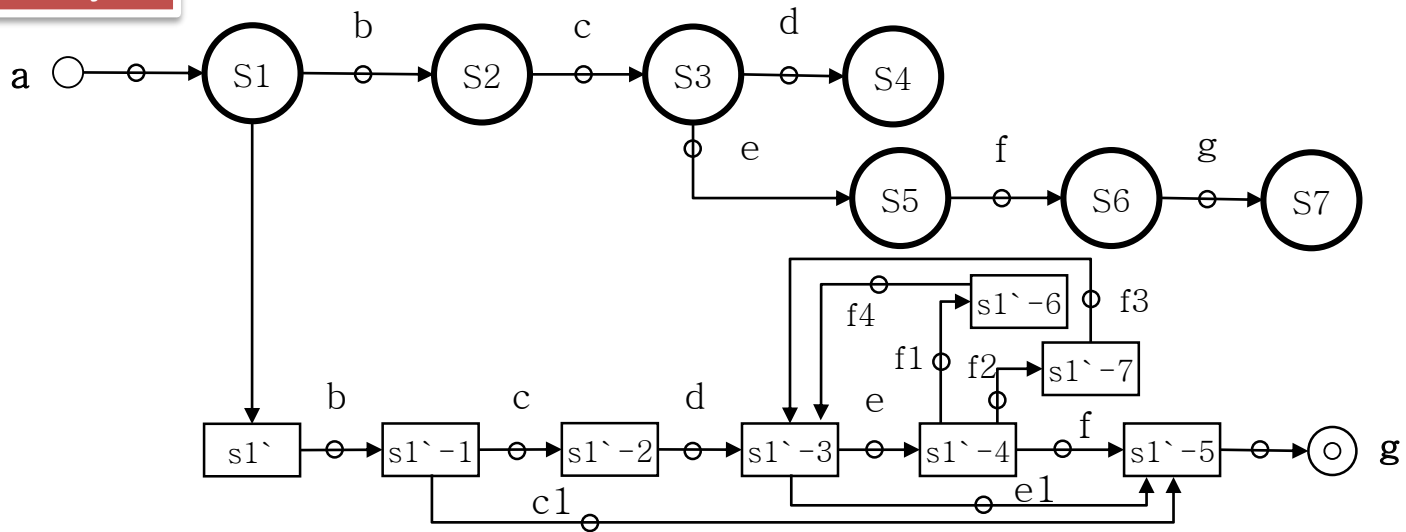 b c d
a S1 S2 S3 S4
e f g
S5 S6 S7
s1`-6 f3
f4
f1 f2 s1`-7
b c d e f
s1` s1`-1 s1`-2 s1`-3 s1`-4 s1`-5 g
c1 e1